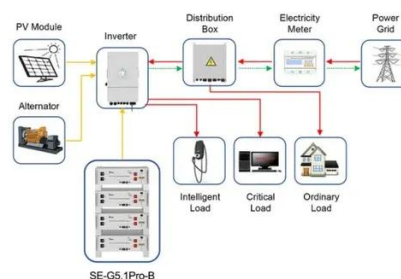 PV Module
Inverter
Distribution
Box
Electricity
Meter
Power
Grid
Alternator
Intelligent
Load
Critical
Load
Ordinary
Load
SE-G5.1Pro-B